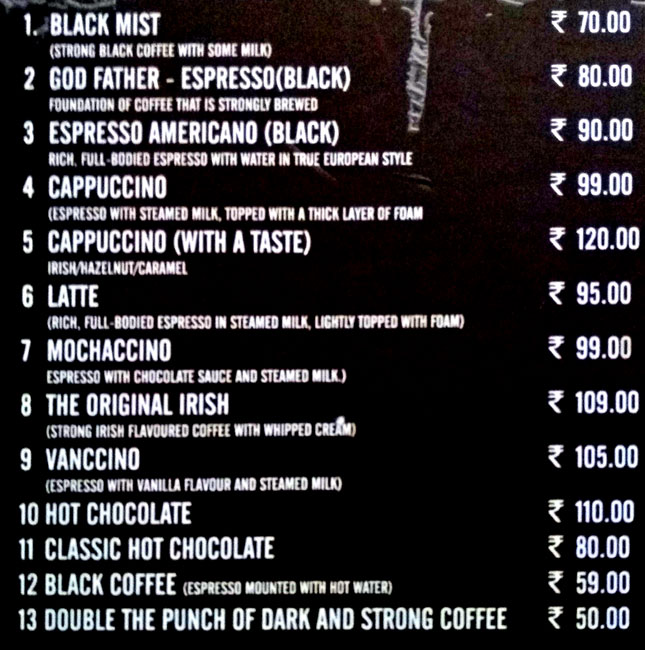 1. BLACK MIST ₹ 70.00
(STRONG BLACK COFFEE WITH SOME MILK)
2 GOD FATHER - ESPRESSO(BLACK) ₹ 80.00
FOUNDATION OF COFFEE THAT IS STRONGLY BREWED
3 ESPRESSO AMERICANO (BLACK) ₹ 90.00
RICH, FULL-BODIED ESPRESSO WITH WATER IN TRUE EUROPEAN STYLE
4 CAPPUCCINO ₹ 99.00
(ESPRESSO WITH STEAMED MILK, TOPPED WITH A THICK LAYER OF FOAM
5 CAPPUCCINO (WITH A TASTE) ₹ 120.00
IRISH/HAZELNUT/CARAMEL
6 LATTE ₹ 95.00
(RICH, FULL-BODIED ESPRESSO IN STEAMED MILK, LIGHTLY TOPPED WITH FOAM)
7 MOCHACCINO ₹ 99.00
ESPRESSO WITH CHOCOLATE SAUCE AND STEAMED MILK.)
8 THE ORIGINAL IRISH ₹ 109.00
(STRONG IRISH FLAVOURED COFFEE WITH WHIPPED CREAM)
9 VANCCINO ₹ 105.00
(ESPRESSO WITH VANILLA FLAVOUR AND STEAMED MILK)
10 HOT CHOCOLATE ₹ 110.00
11 CLASSIC HOT CHOCOLATE ₹ 80.00
12 BLACK COFFEE (ESPRESSO MOUNTED WITH HOT WATER) ₹ 59.00
13 DOUBLE THE PUNCH OF DARK AND STRONG COFFEE ₹ 50.00